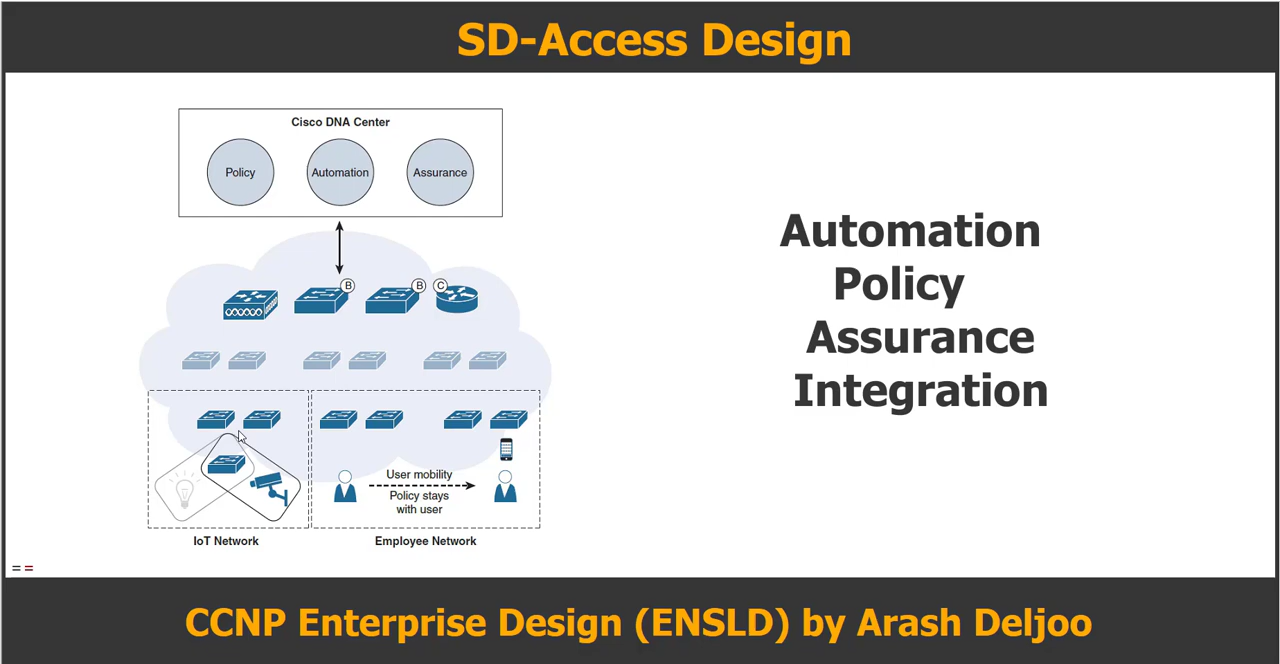 SD-Access Design
Cisco DNA Center
Policy
Automation
Assurance
B
B
C
User mobility
Policy stays
with user
IoT Network
Employee Network
Automation
Policy
Assurance
Integration
CCNP Enterprise Design (ENSLD) by Arash Deljoo